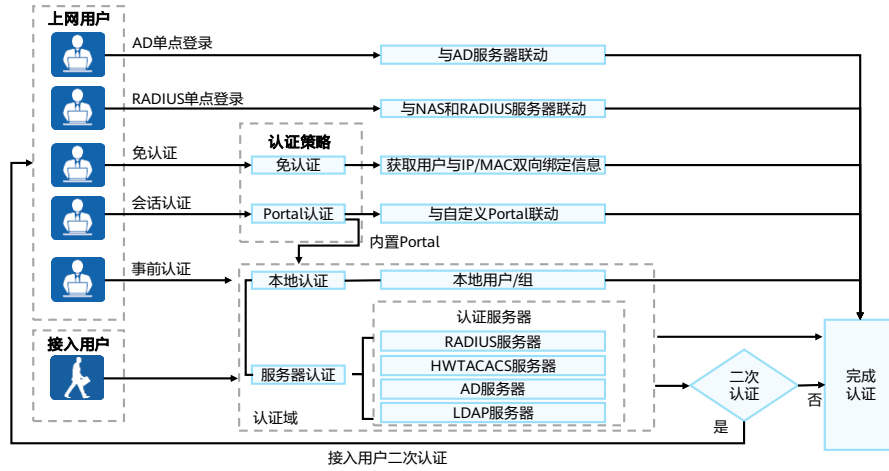 上网用户
AD单点登录
与AD服务器联动
RADIUS单点登录
与NAS和RADIUS服务器联动
认证策略
免认证
免认证
获取用户与IP/MAC双向绑定信息
会话认证
Portal认证
与自定义Portal联动
内置Portal
事前认证
本地认证
本地用户/组
认证服务器
接入用户
RADIUS服务器
HWTACACS服务器
服务器认证
AD服务器
LDAP服务器
认证域
二次
认证
否
是
完成
认证
接入用户二次认证